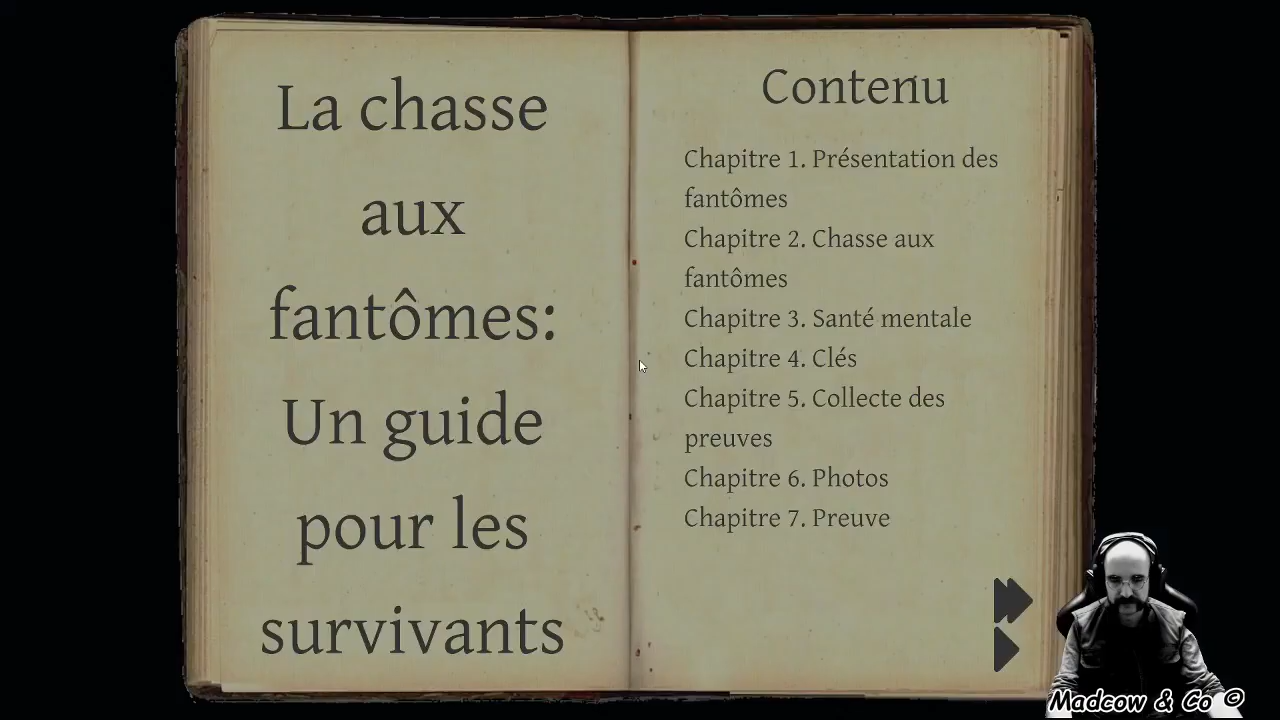 La chasse
aux
fantômes:
Un guide
pour les
survivants
Contenu
Chapitre 1. Présentation des
fantômes
Chapitre 2. Chasse aux
fantômes
Chapitre 3. Santé mentale
Chapitre 4. Clés
Chapitre 5. Collecte des
preuves
Chapitre 6. Photos
Chapitre 7. Preuve
Madcow & Co ©